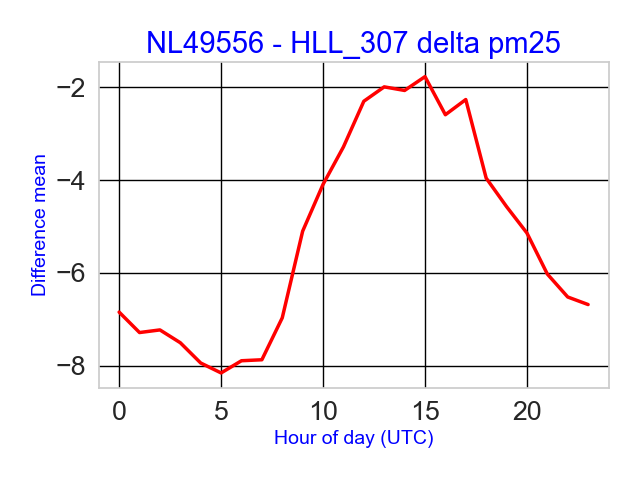 NL49556 - HLL_307 delta pm25
−2
−4
−6
−8
Difference mean
0 5 10 15 20
Hour of day (UTC)